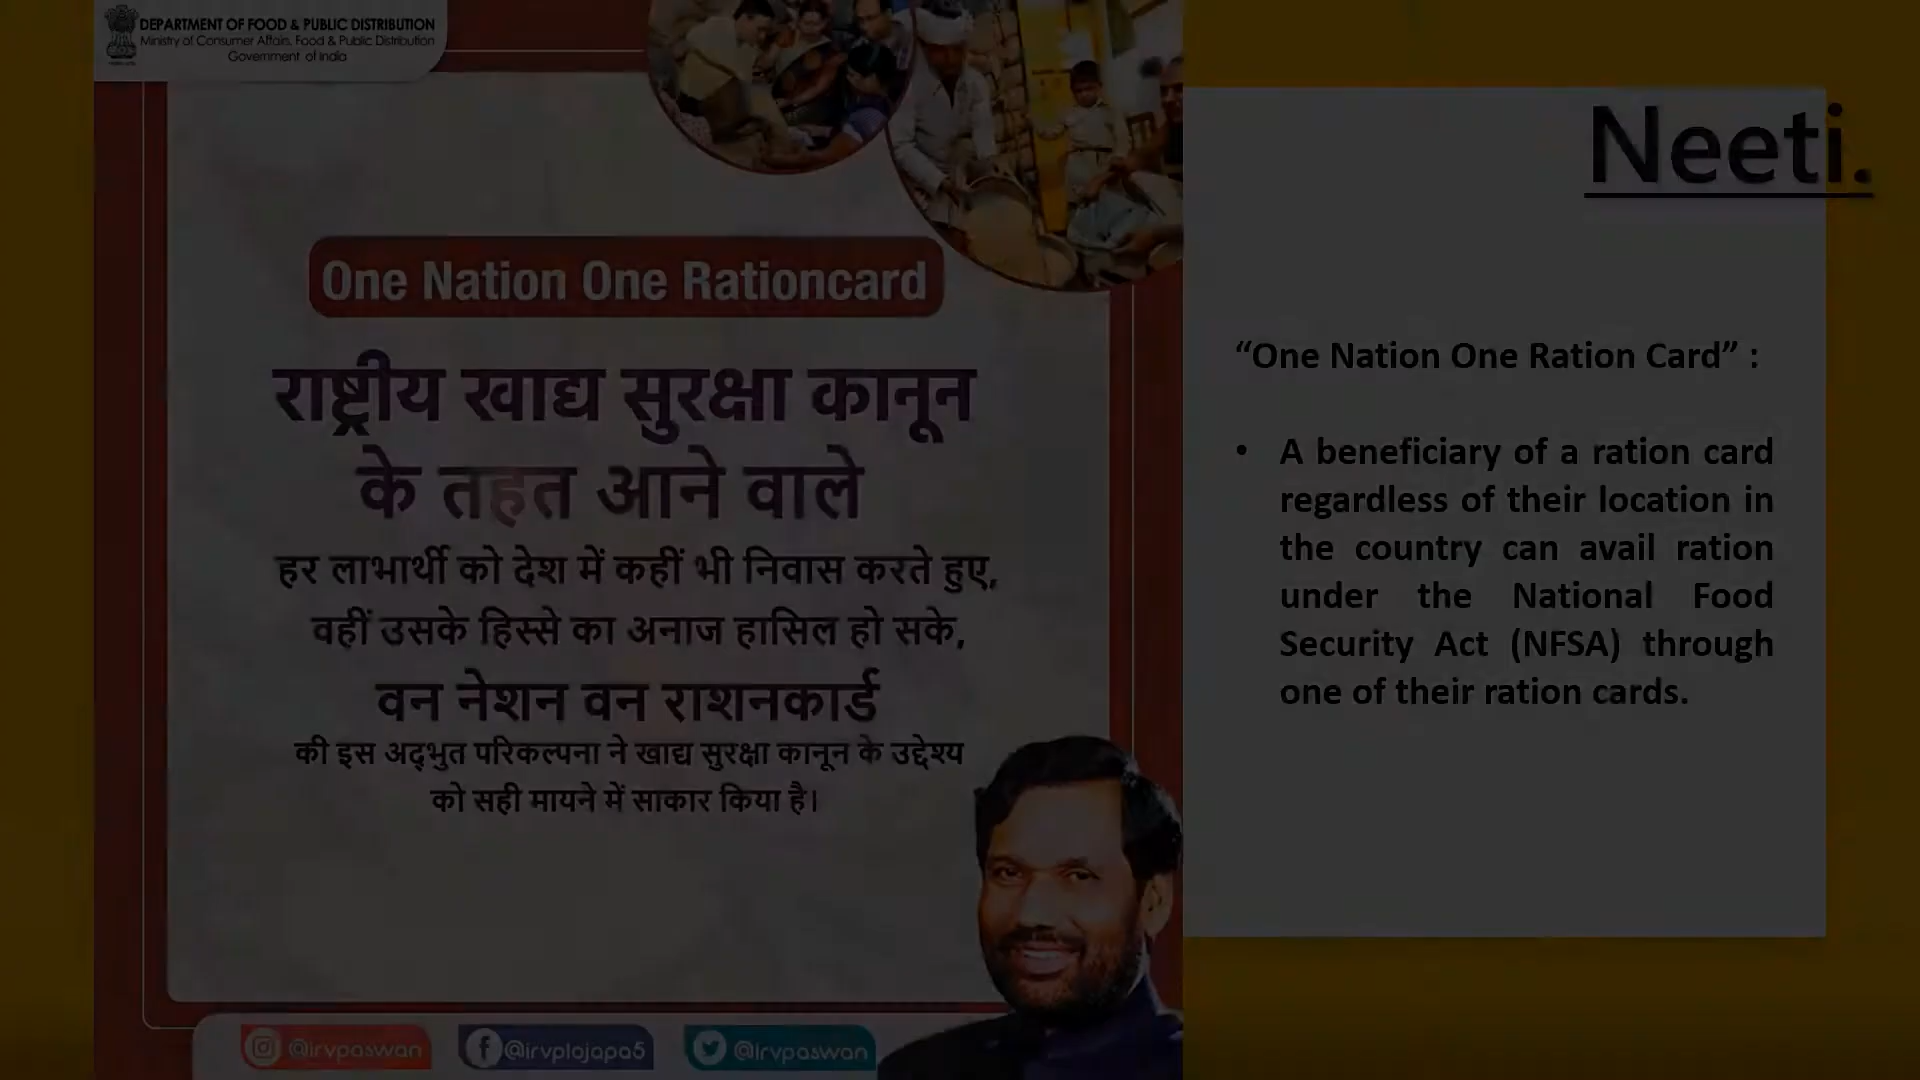 DEPARTMENT OF FOOD & PUBLIC DISTRIBUTION
Ministry of Consumer Affairs, Food & Public Distribution
Government of India
One Nation One Rationcard
राष्ट्रीय खाद्य सुरक्षा कानून
के तहत आने वाले
हर लाभार्थी को देश में कहीं भी निवास करते हुए,
वहीं उसके हिस्से का अनाज हासिल हो सके,
वन नेशन वन राशनकार्ड
की इस अद्भुत परिकल्पना ने खाद्य सुरक्षा कानून के उद्देश्य
को सही मायने में साकार किया है।
@irvpaswan
@irvplojapa5
@irvpaswan
Neeti.
“One Nation One Ration Card” :
• A beneficiary of a ration card
regardless of their location in
the country can avail ration
under the National Food
Security Act (NFSA) through
one of their ration cards.